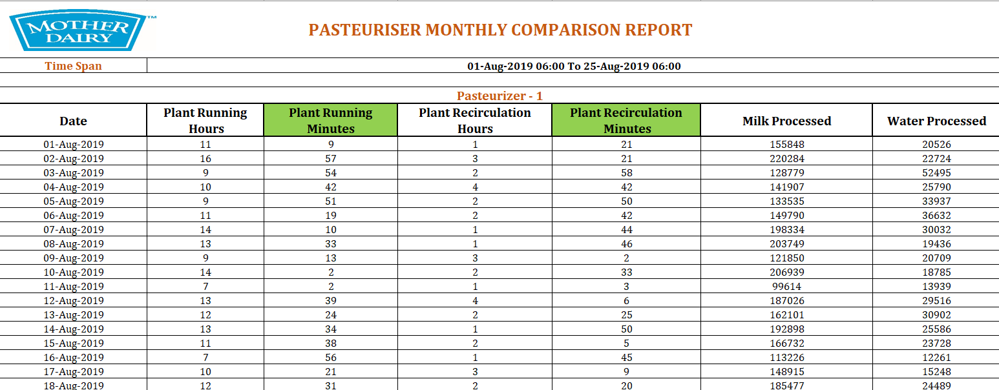 MOTHER DAIRY TM
PASTEURISER MONTHLY COMPARISON REPORT
Time Span 01-Aug-2019 06:00 To 25-Aug-2019 06:00
Pasteurizer - 1
Date Plant Running Hours Plant Running Minutes Plant Recirculation Hours Plant Recirculation Minutes Milk Processed Water Processed
01-Aug-2019 11 9 1 21 155848 20526
02-Aug-2019 16 57 3 21 220284 22724
03-Aug-2019 9 54 2 58 128779 52495
04-Aug-2019 10 42 4 42 141907 25790
05-Aug-2019 9 51 2 50 133535 33937
06-Aug-2019 11 19 2 42 149790 36632
07-Aug-2019 14 10 1 44 198334 30032
08-Aug-2019 13 33 1 46 203749 19436
09-Aug-2019 9 13 3 2 121850 20709
10-Aug-2019 14 2 2 33 206939 18785
11-Aug-2019 7 2 1 3 99614 13939
12-Aug-2019 13 39 4 6 187026 29516
13-Aug-2019 12 24 2 25 162101 30902
14-Aug-2019 13 34 1 50 192898 25586
15-Aug-2019 11 38 2 5 166732 23728
16-Aug-2019 7 56 1 45 113226 12261
17-Aug-2019 10 21 3 9 148915 15248
18-Aug-2019 12 31 2 20 185477 24489